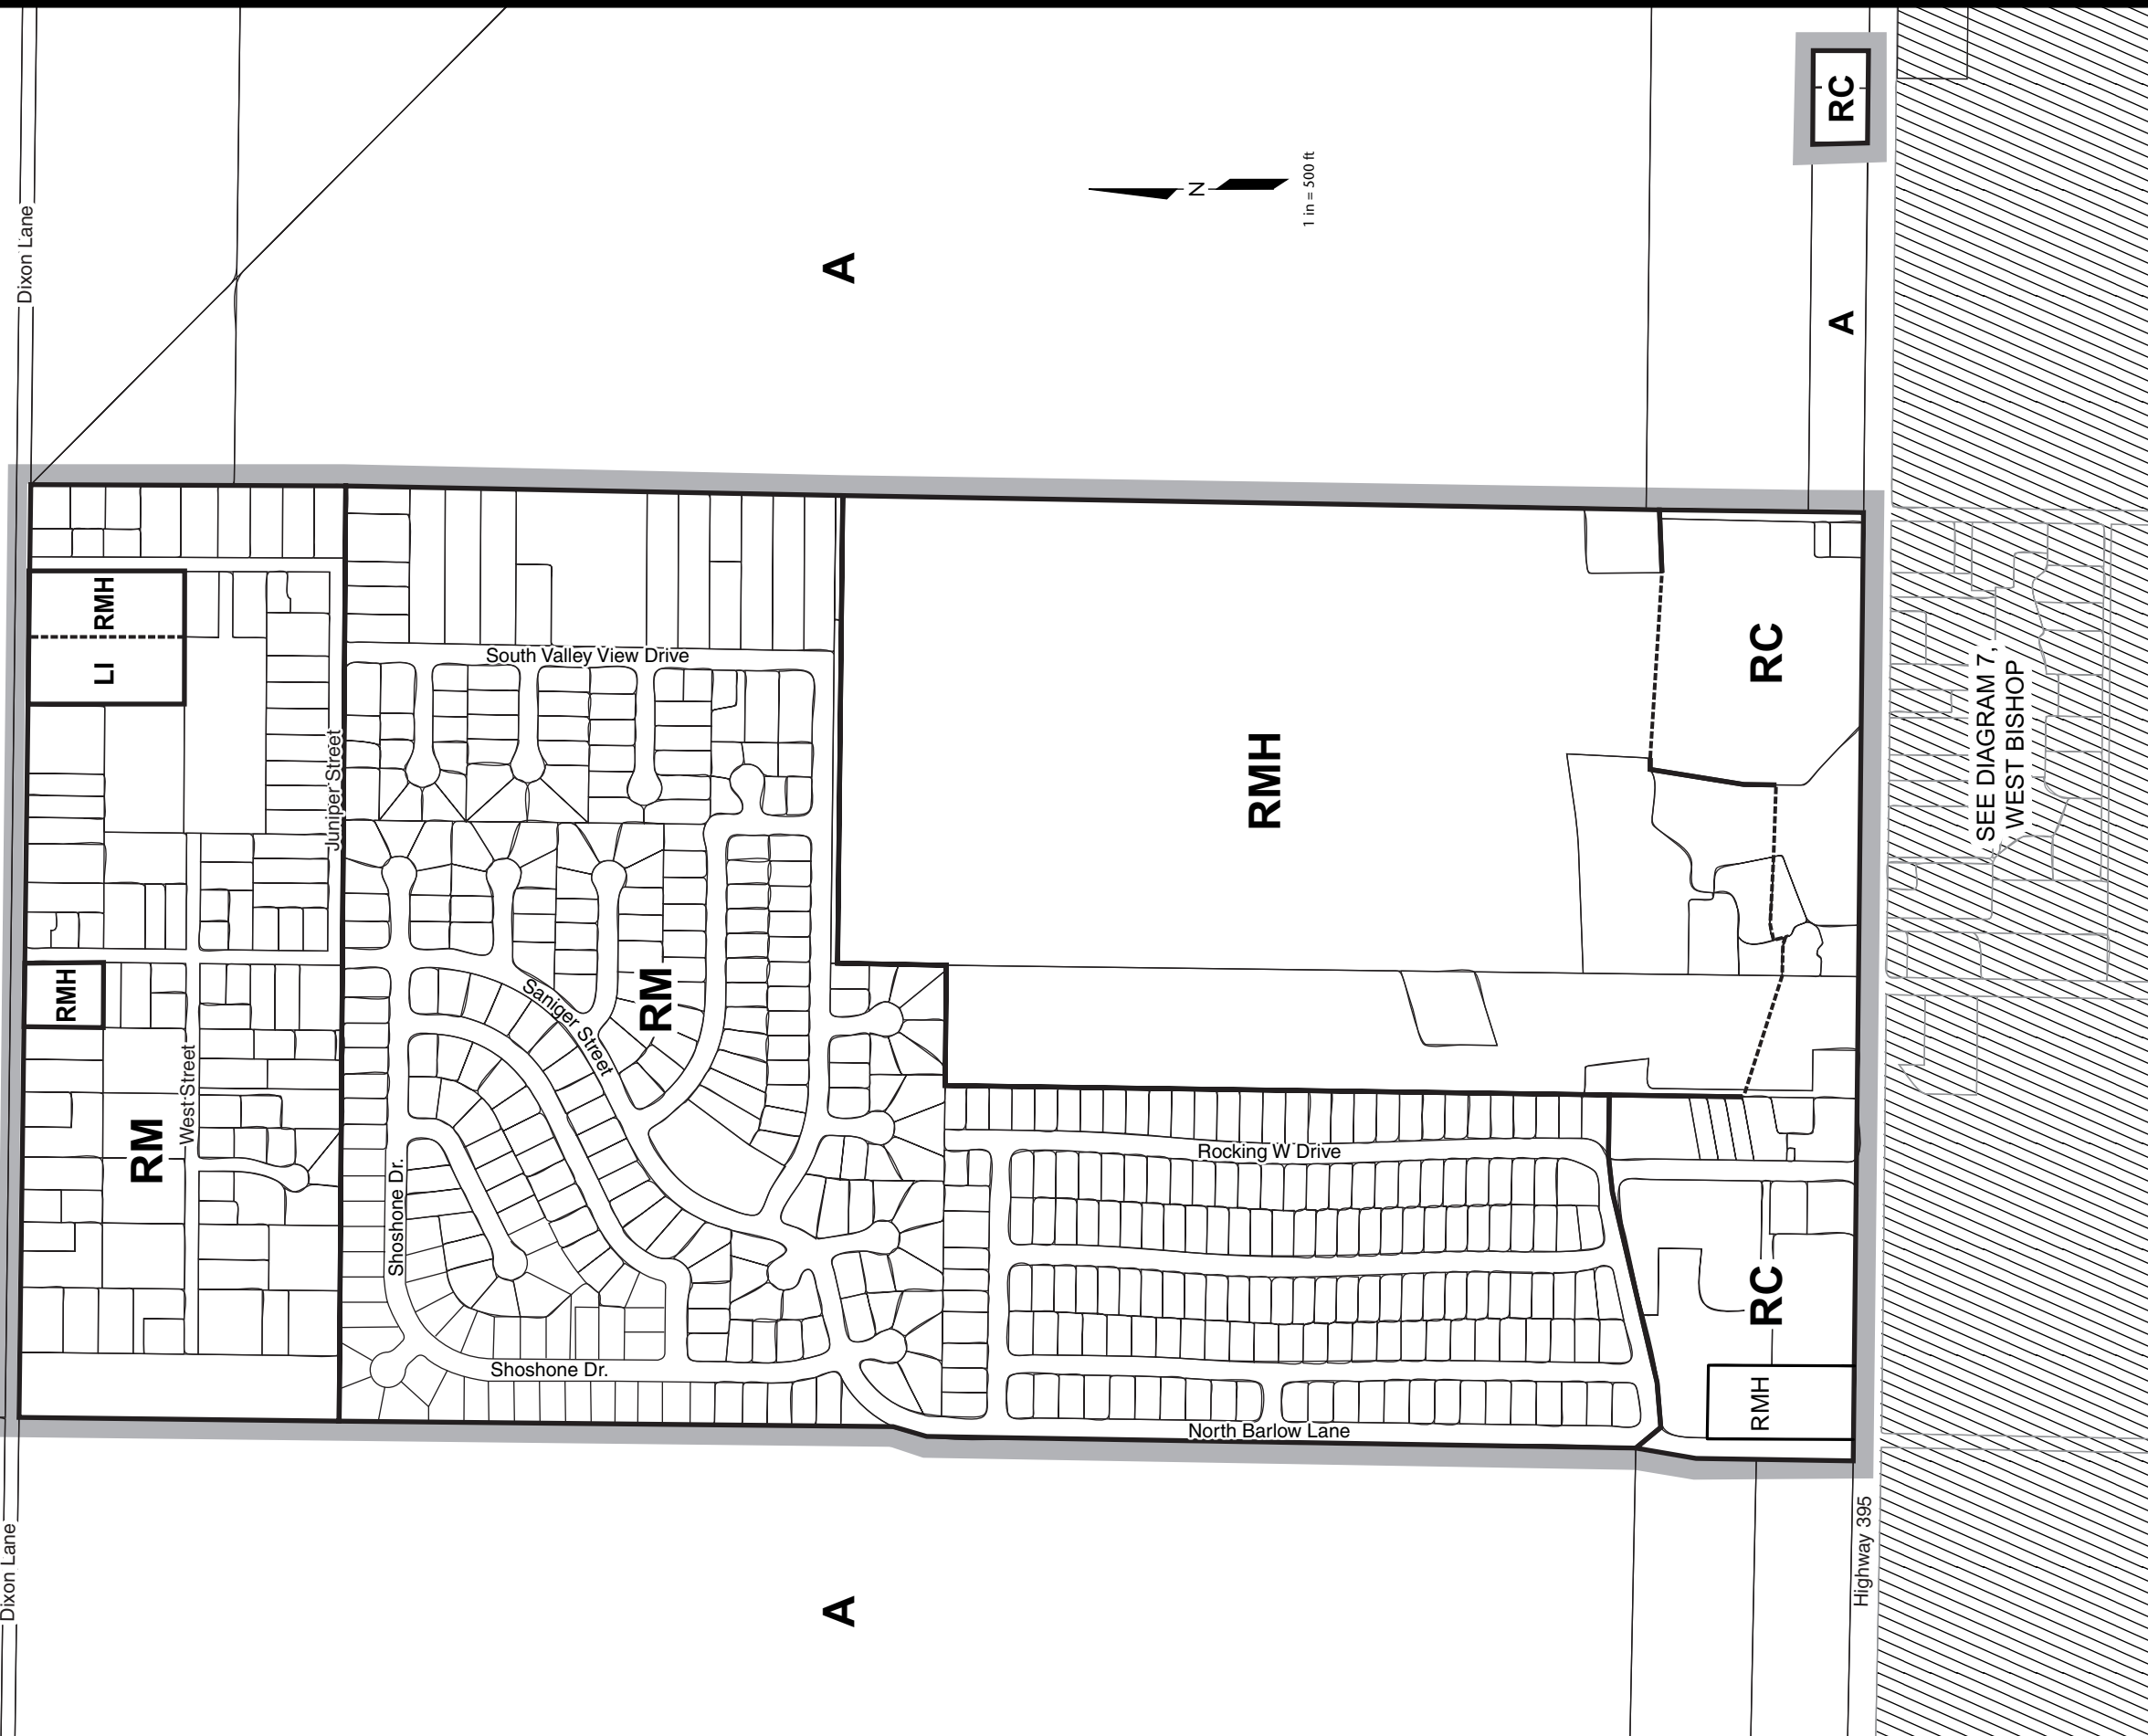 RC
Dixon Lane
N
1 in = 500 ft
A
A
RMH
LI
South Valley View Drive
Juniper Street
RMH
RC
SEE DIAGRAM 7,
WEST BISHOP
RMH
Saniger Street
RM
RM
West Street
Shoshone Dr.
Rocking W Drive
RC
Shoshone Dr.
RMH
North Barlow Lane
Dixon Lane
A
Highway 395